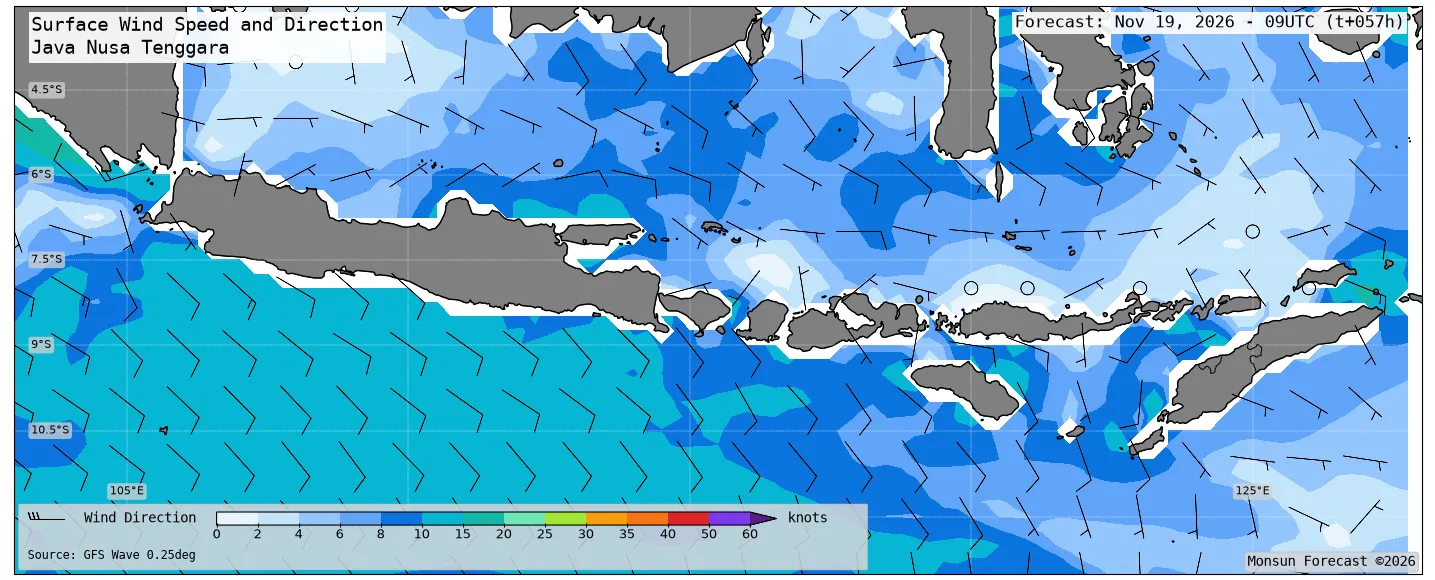 Surface Wind Speed and Direction
Java Nusa Tenggara
Forecast: Nov 19, 2026 - 09UTC (t+057h)
4.5°S
6°S
7.5°S
9°S
10.5°S
105°E
125°E
Wind Direction
knots
0 2 4 6 8 10 15 20 25 30 35 40 50 60
Source: GFS Wave 0.25deg
Monsun Forecast ©2026